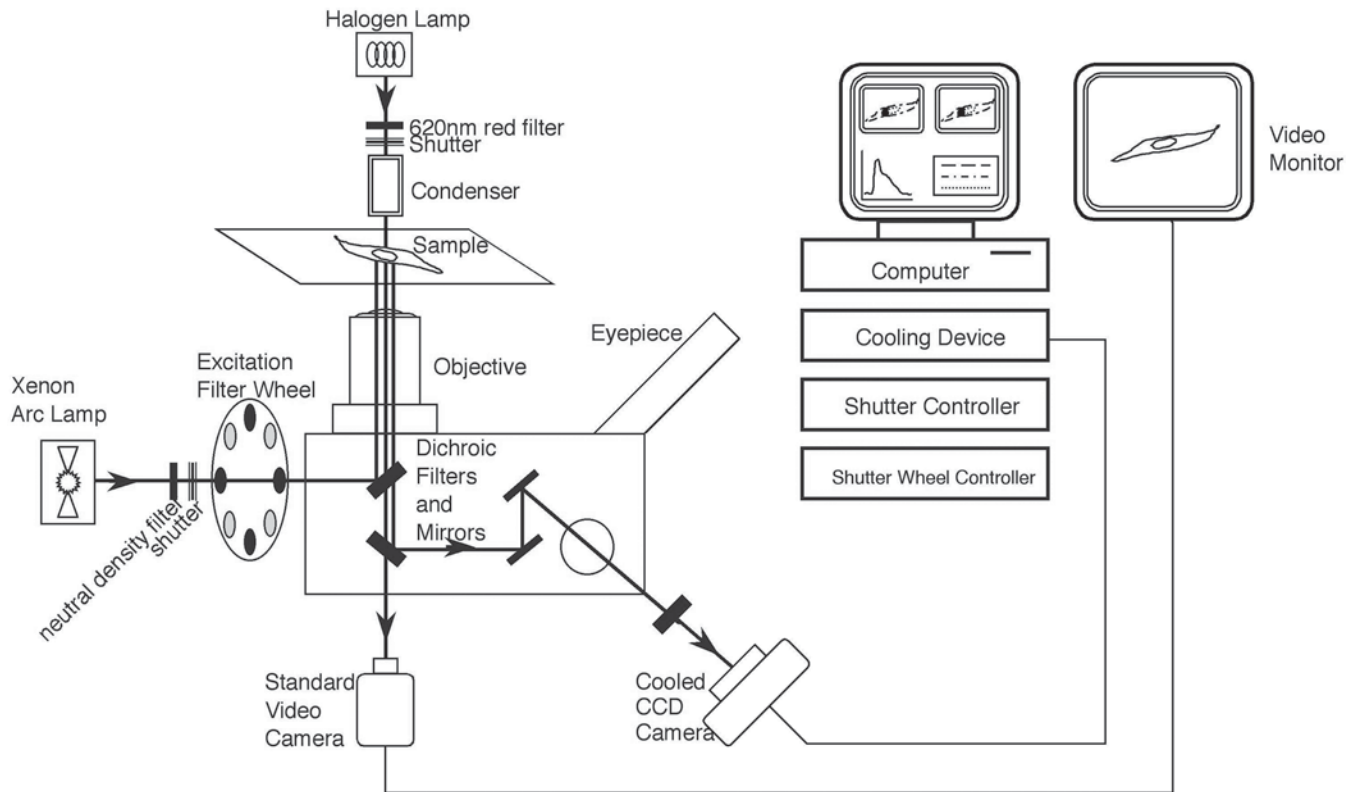 Halogen Lamp
620nm red filter
Shutter
Condenser
Sample
Objective
Eyepiece
Excitation
Filter Wheel
Xenon
Arc Lamp
neutral density filter
shutter
Dichroic
Filters
and
Mirrors
Standard
Video
Camera
Cooled
CCD
Camera
Computer
Cooling Device
Shutter Controller
Shutter Wheel Controller
Video
Monitor